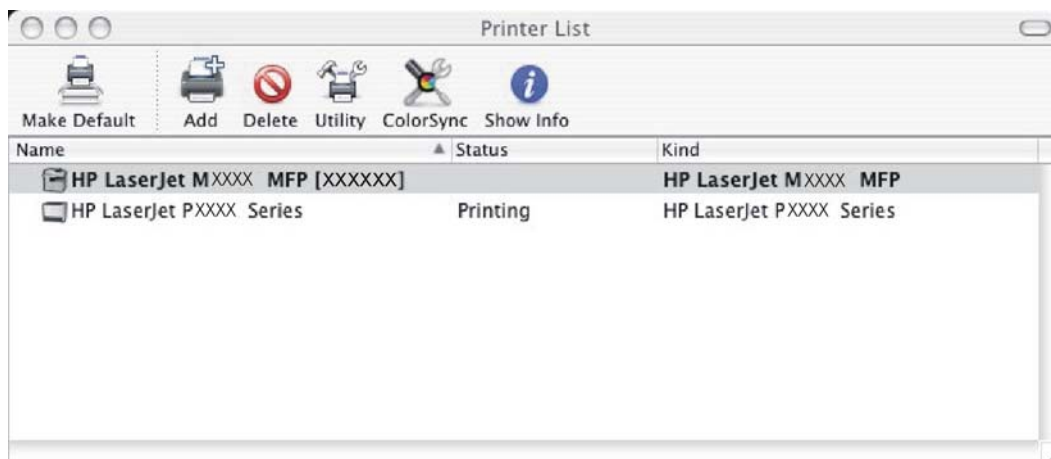 Printer List
Make Default Add Delete Utility ColorSync Show Info
Name Status Kind
HP LaserJet MXXXX MFP [XXXXXX] HP LaserJet MXXXX MFP
HP LaserJet PXXXX Series Printing HP LaserJet PXXXX Series